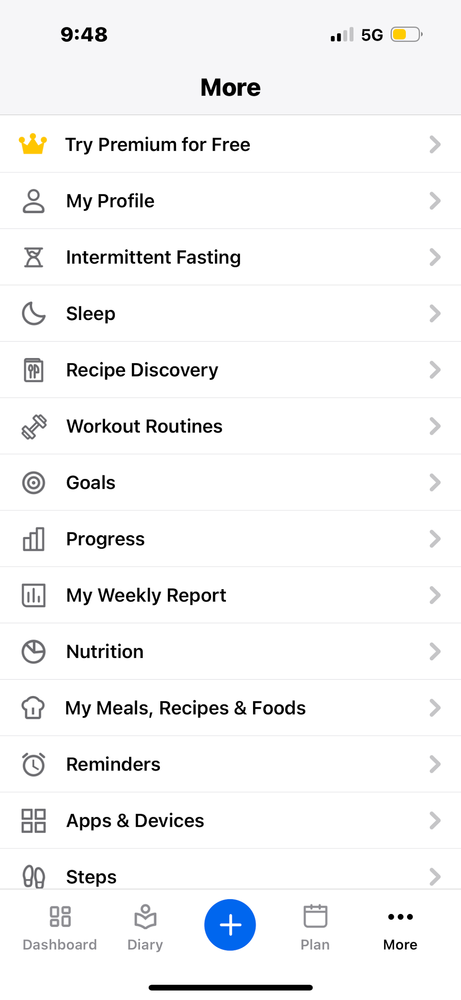 9:48
5G
More
Try Premium for Free
My Profile
Intermittent Fasting
Sleep
Recipe Discovery
Workout Routines
Goals
Progress
My Weekly Report
Nutrition
My Meals, Recipes & Foods
Reminders
Apps & Devices
Steps
Dashboard
Diary
Plan
More